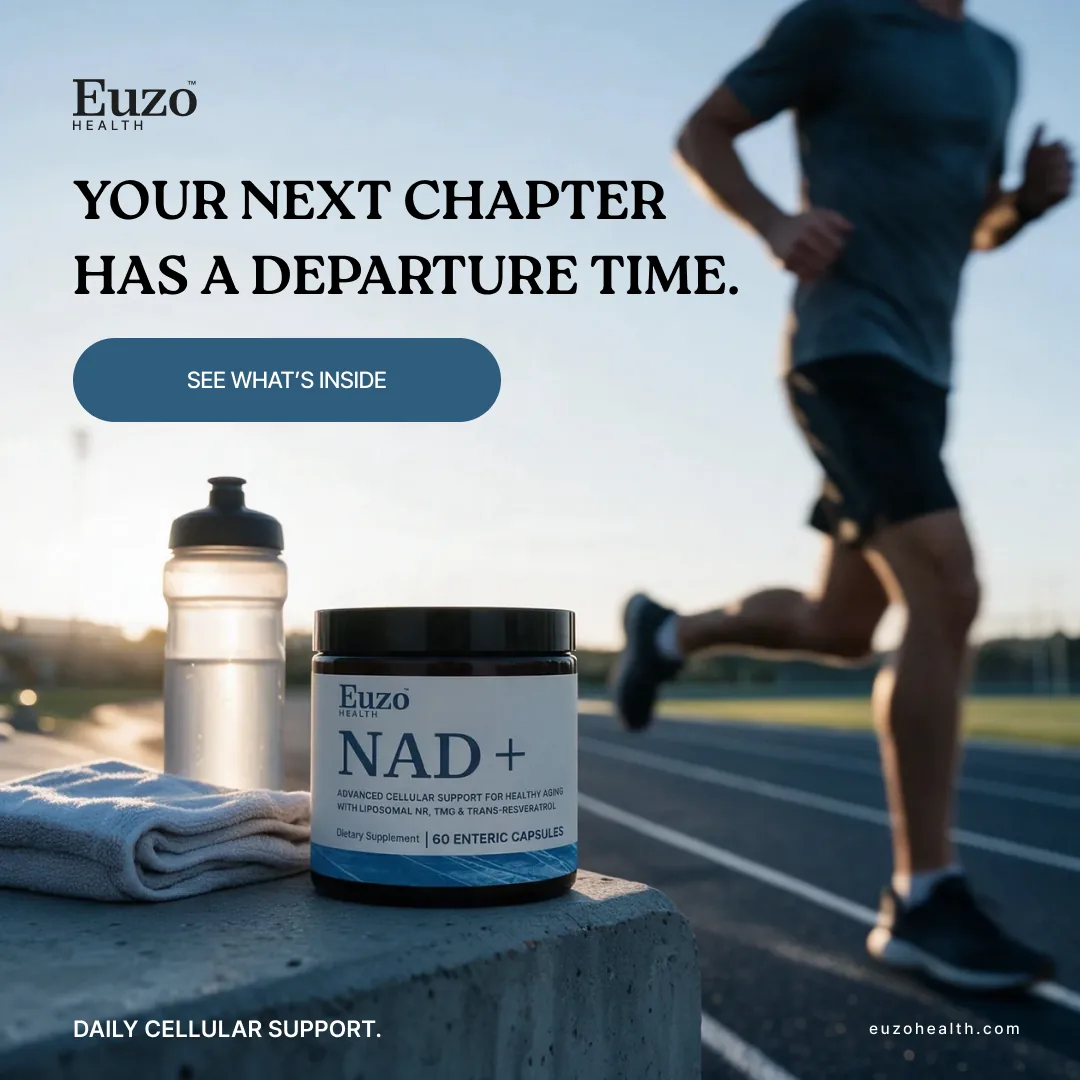 Euzo™
HEALTH
YOUR NEXT CHAPTER
HAS A DEPARTURE TIME.
SEE WHAT'S INSIDE
Euzo™
HEALTH
NAD +
ADVANCED CELLULAR SUPPORT FOR HEALTHY AGING
WITH LIPOSOMAL NR, TMG & TRANS-RESVERATROL
Dietary Supplement | 60 ENTERIC CAPSULES
DAILY CELLULAR SUPPORT.
euzohealth.com